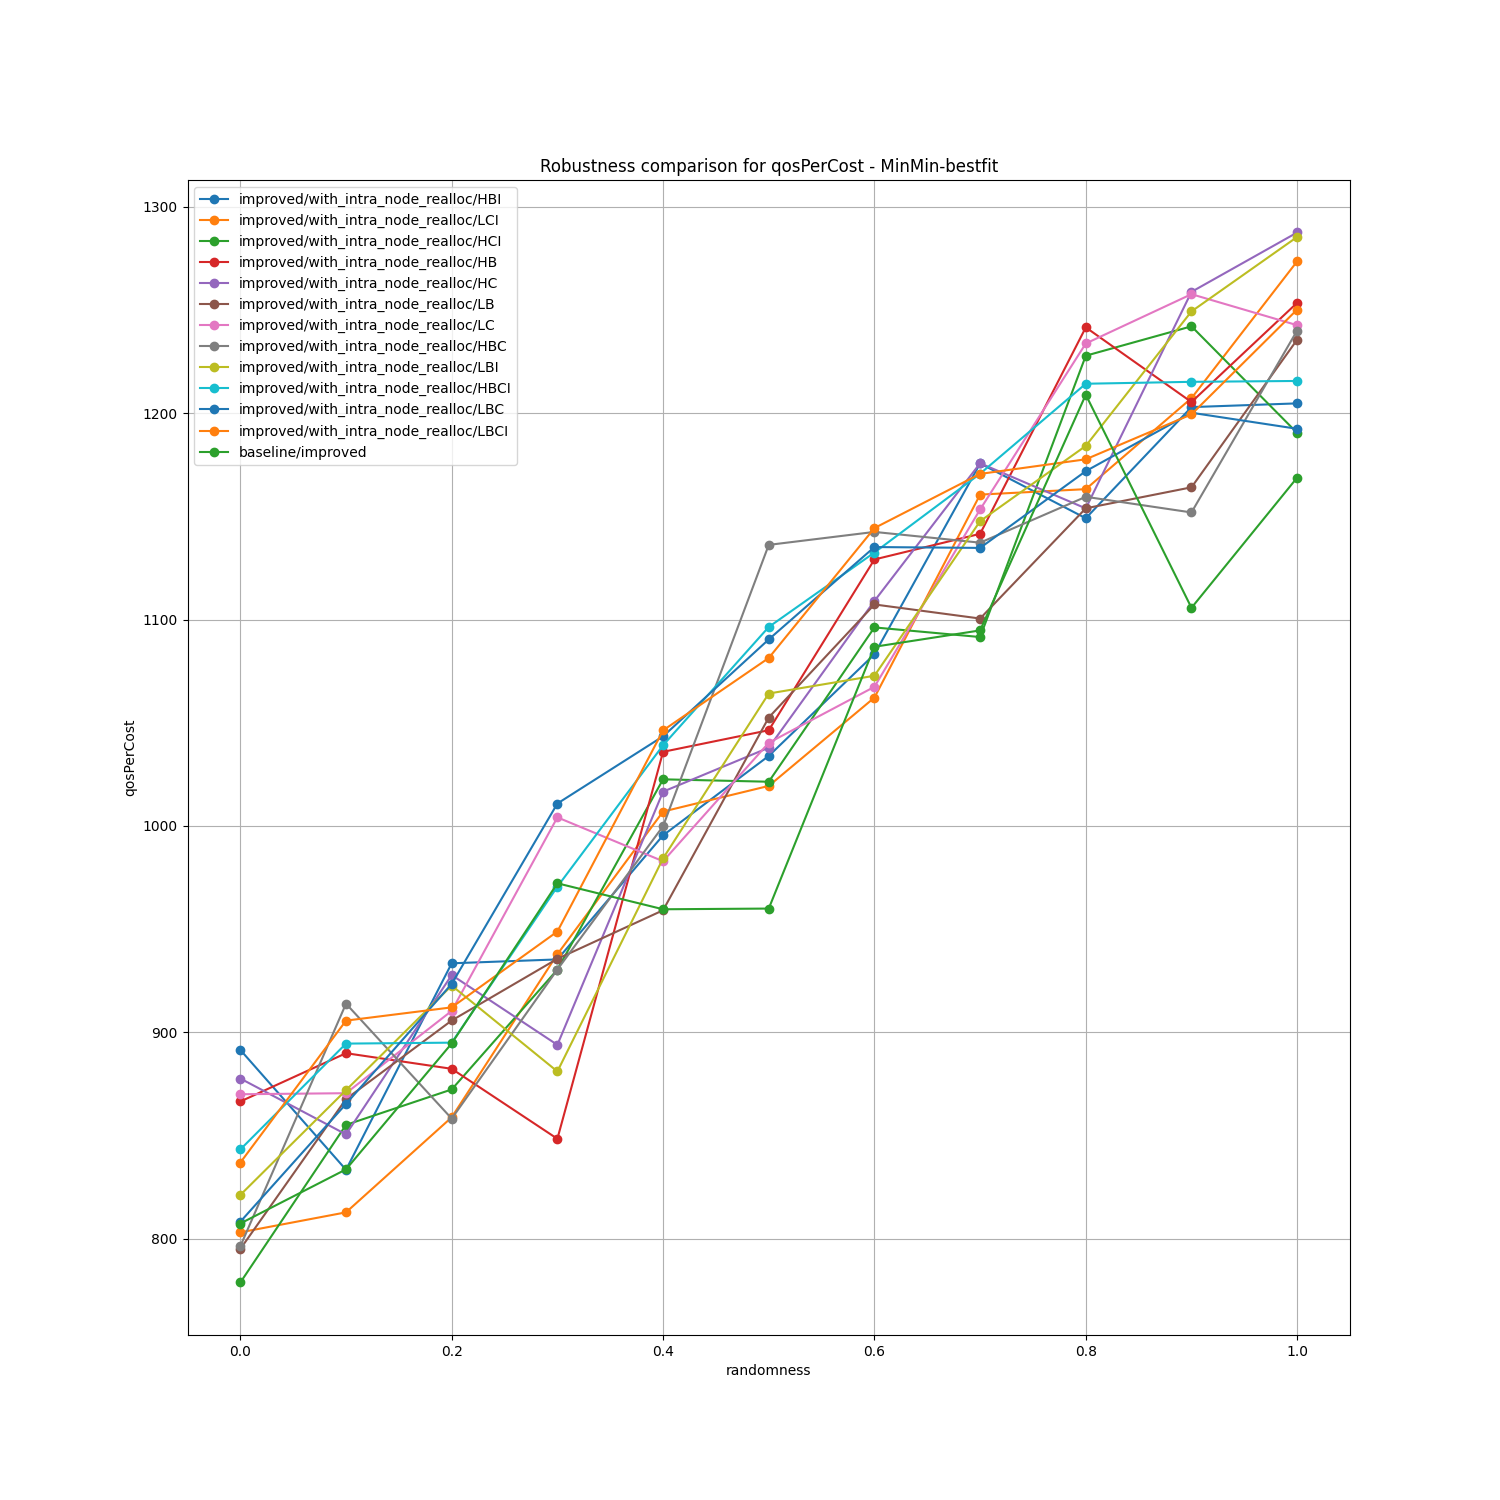 Robustness comparison for qosPerCost - MinMin-bestfit
improved/with_intra_node_realloc/HBI
improved/with_intra_node_realloc/LCI
improved/with_intra_node_realloc/HCI
improved/with_intra_node_realloc/HB
improved/with_intra_node_realloc/HC
improved/with_intra_node_realloc/LB
improved/with_intra_node_realloc/LC
improved/with_intra_node_realloc/HBC
improved/with_intra_node_realloc/LBI
improved/with_intra_node_realloc/HBCI
improved/with_intra_node_realloc/LBC
improved/with_intra_node_realloc/LBCI
baseline/improved
1300
1200
1100
1000
900
800
qosPerCost
0.0 0.2 0.4 0.6 0.8 1.0
randomness